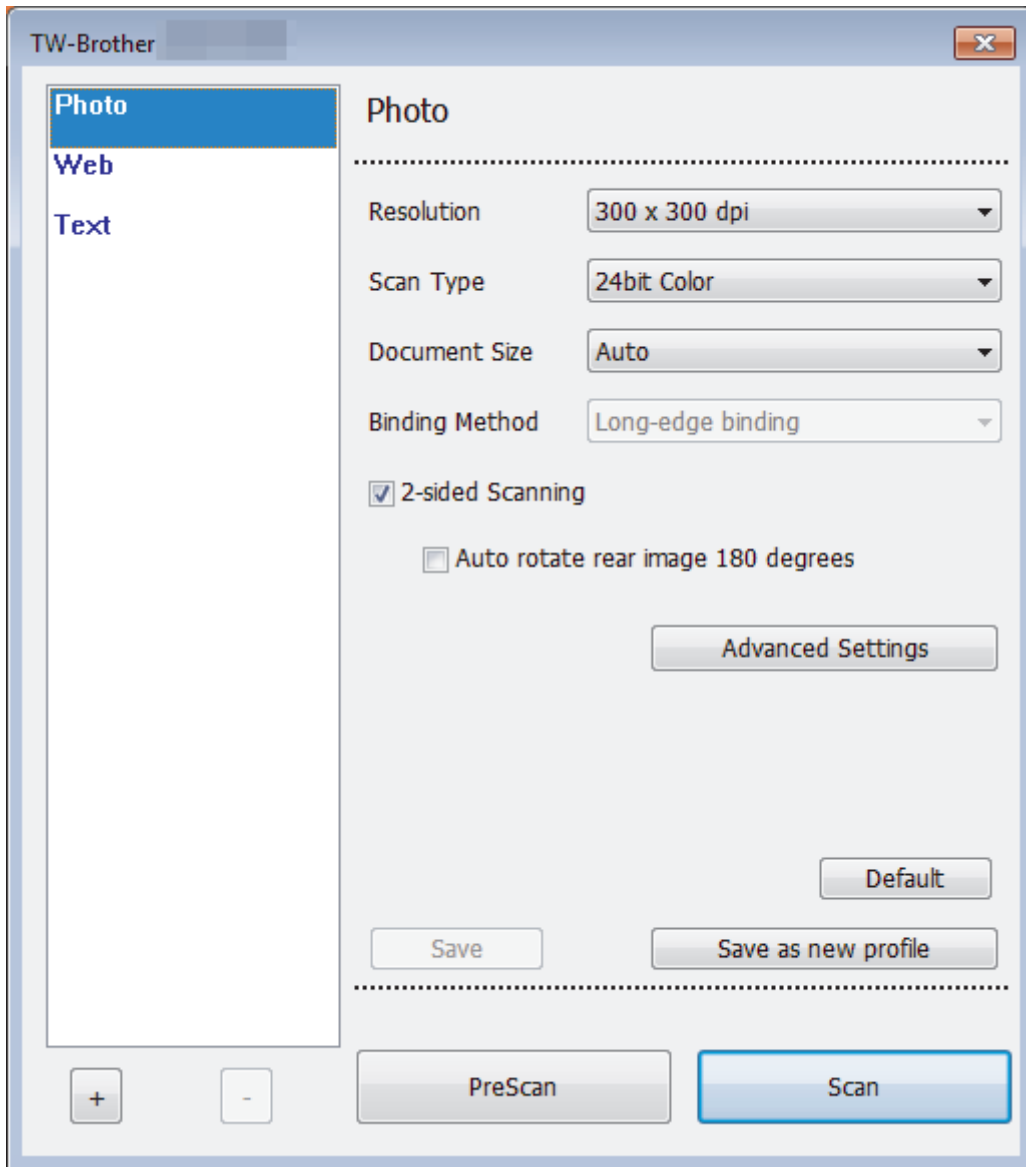 TW-Brother
Photo
Web
Text
Photo
Resolution 300 x 300 dpi
Scan Type 24bit Color
Document Size Auto
Binding Method Long-edge binding
2-sided Scanning
Auto rotate rear image 180 degrees
Advanced Settings
Default
Save Save as new profile
+ - PreScan Scan